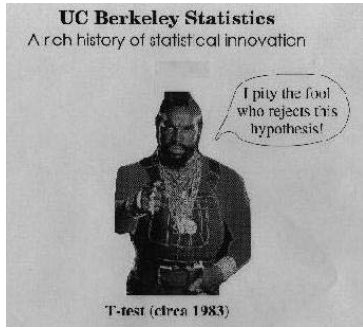 UC Berkeley Statistics
A rich history of statistical innovation
I pity the fool
who rejects this
hypothesis!
T-test (circa 1983)